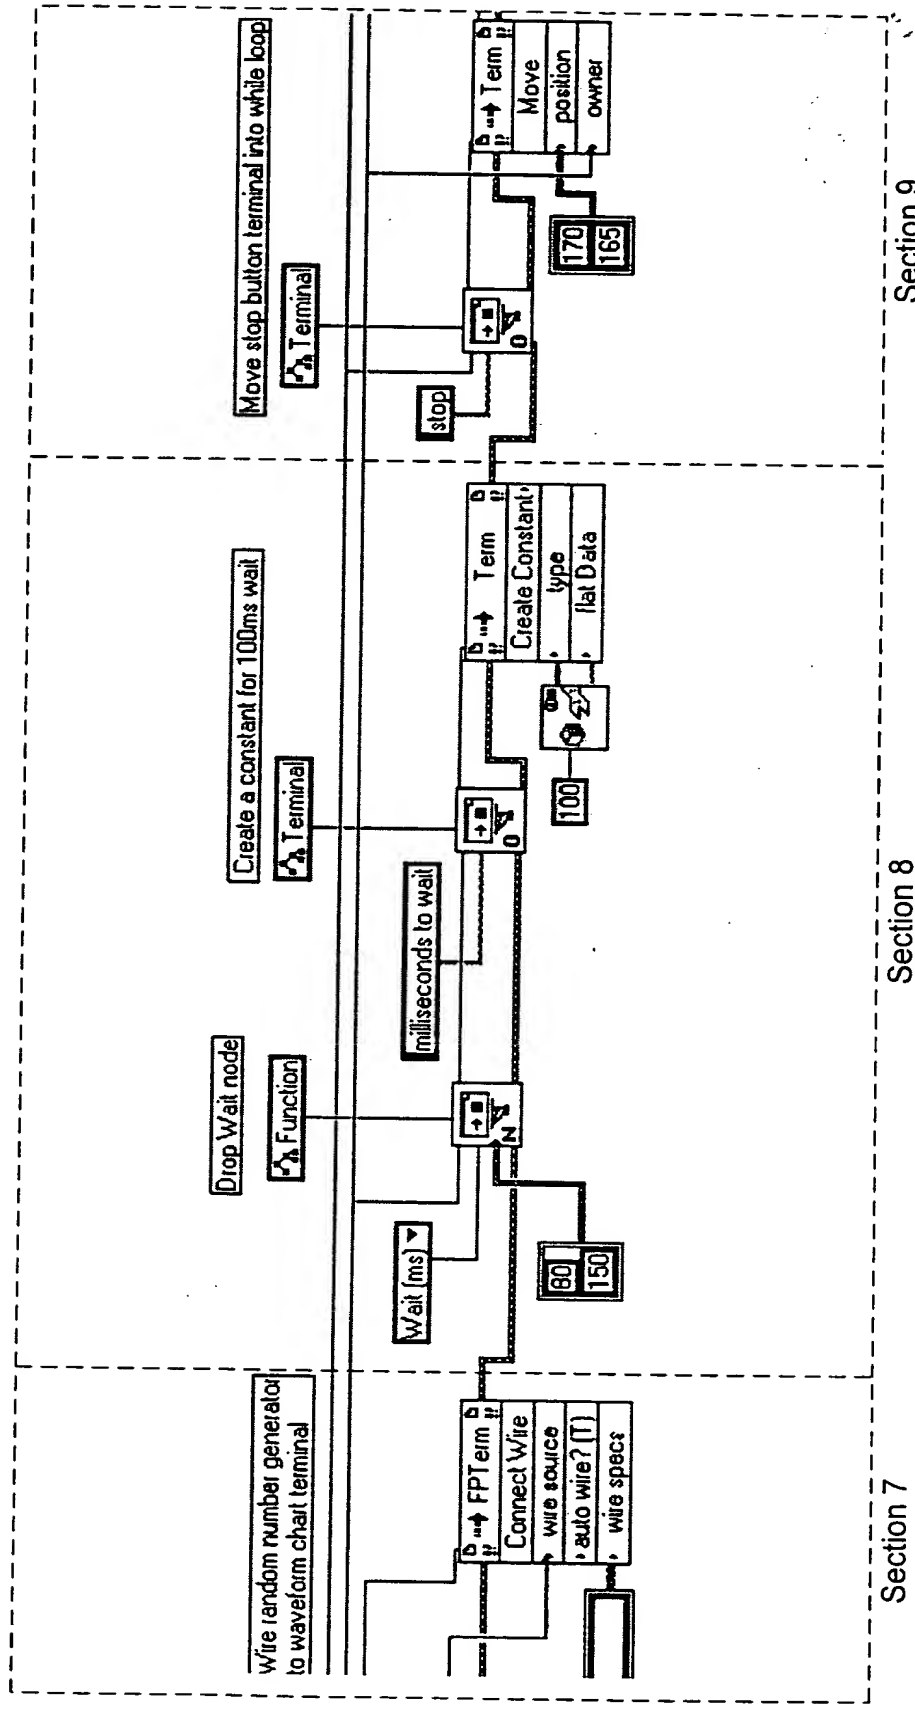 Wire random number generator
to waveform chart terminal
FPTerm
Connect Wire
wire source
auto wire? (T)
wire specs
Section 7
Drop Wait node
Function
Wait (ms)
N
80
150
Create a constant for 100ms wait
Terminal
milliseconds to wait
O
100
Term
Create Constant
type
flat Data
Section 8
Move stop button terminal into while loop
Terminal
stop
O
170
165
Term
Move
position
owner
Section 9